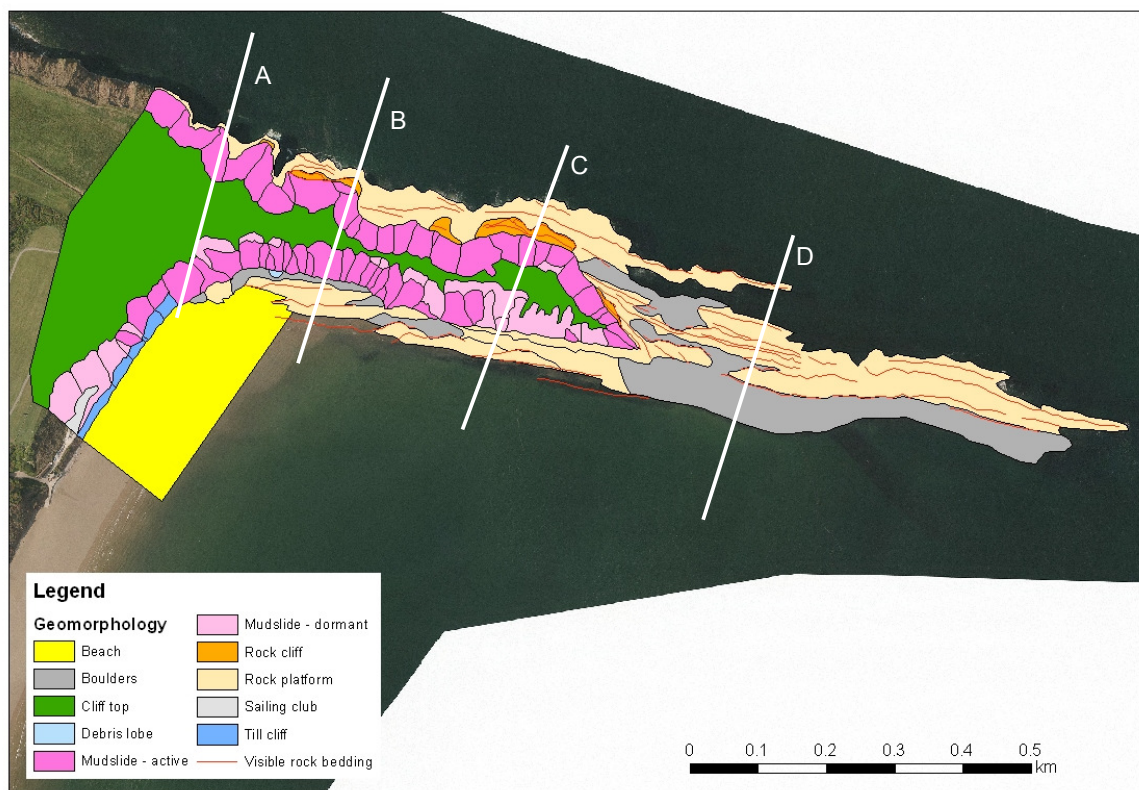 A
B
C
D
Legend
Geomorphology
Beach
Boulders
Cliff top
Debris lobe
Mudslide - active
Mudslide - dormant
Rock cliff
Rock platform
Sailing club
Till cliff
Visible rock bedding
0 0.1 0.2 0.3 0.4 0.5
km